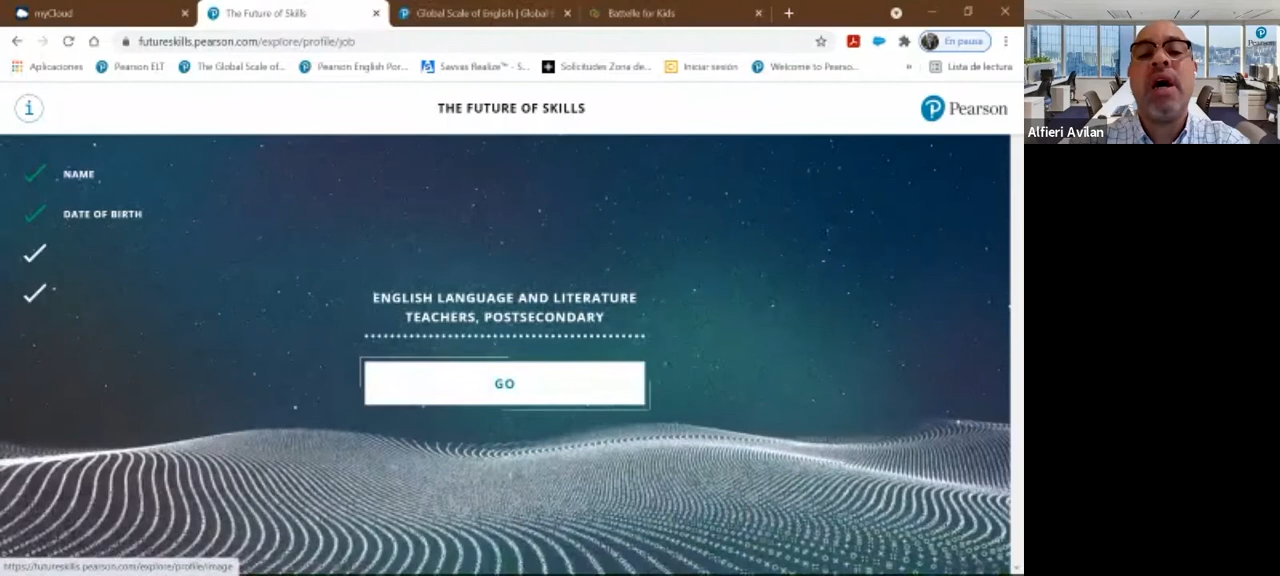 myCloud
The Future of Skills
Global Scale of English | Global
Battelle for Kids
futureskills.pearson.com/explore/profile/job
En pausa
Aplicaciones
Pearson ELT
The Global Scale of...
Pearson English Por...
Savvas Realize™ - S...
Solicitudes Zona de...
Iniciar sesión
Welcome to Pearso...
»
Lista de lectura
i
THE FUTURE OF SKILLS
Pearson
NAME
DATE OF BIRTH
ENGLISH LANGUAGE AND LITERATURE
TEACHERS, POSTSECONDARY
GO
https://futureskills.pearson.com/explore/profile/image
Pearson
Alfieri Avilan